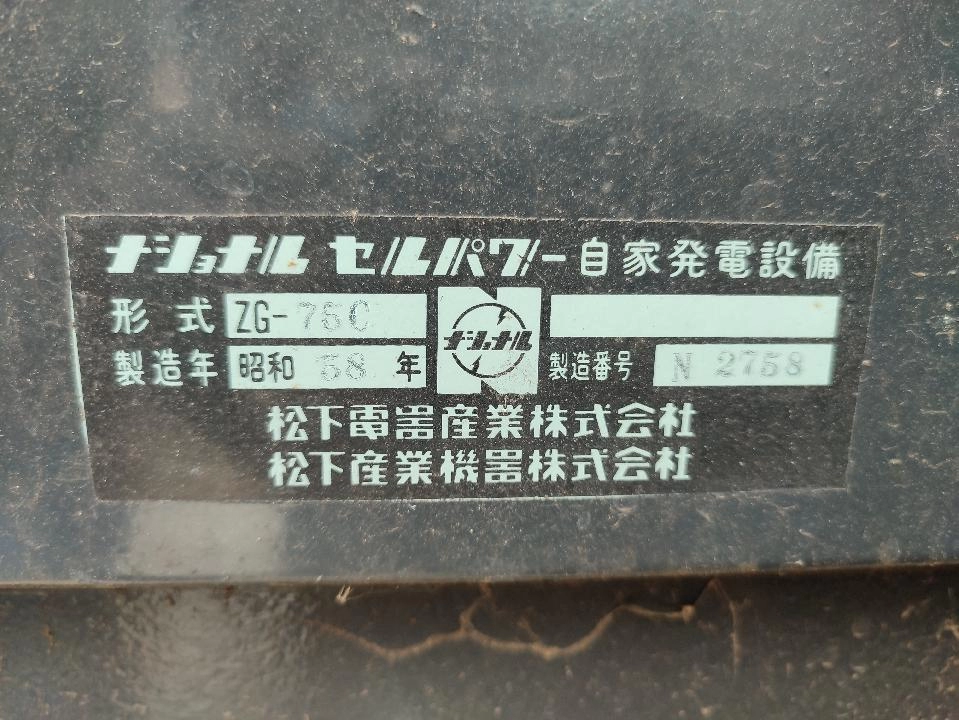 ナショナル セルパワー自家発電設備
形式 ZG-75C
ナショナル
製造年 昭和 58 年 製造番号 N 2758
松下電器産業株式会社
松下産業機器株式会社